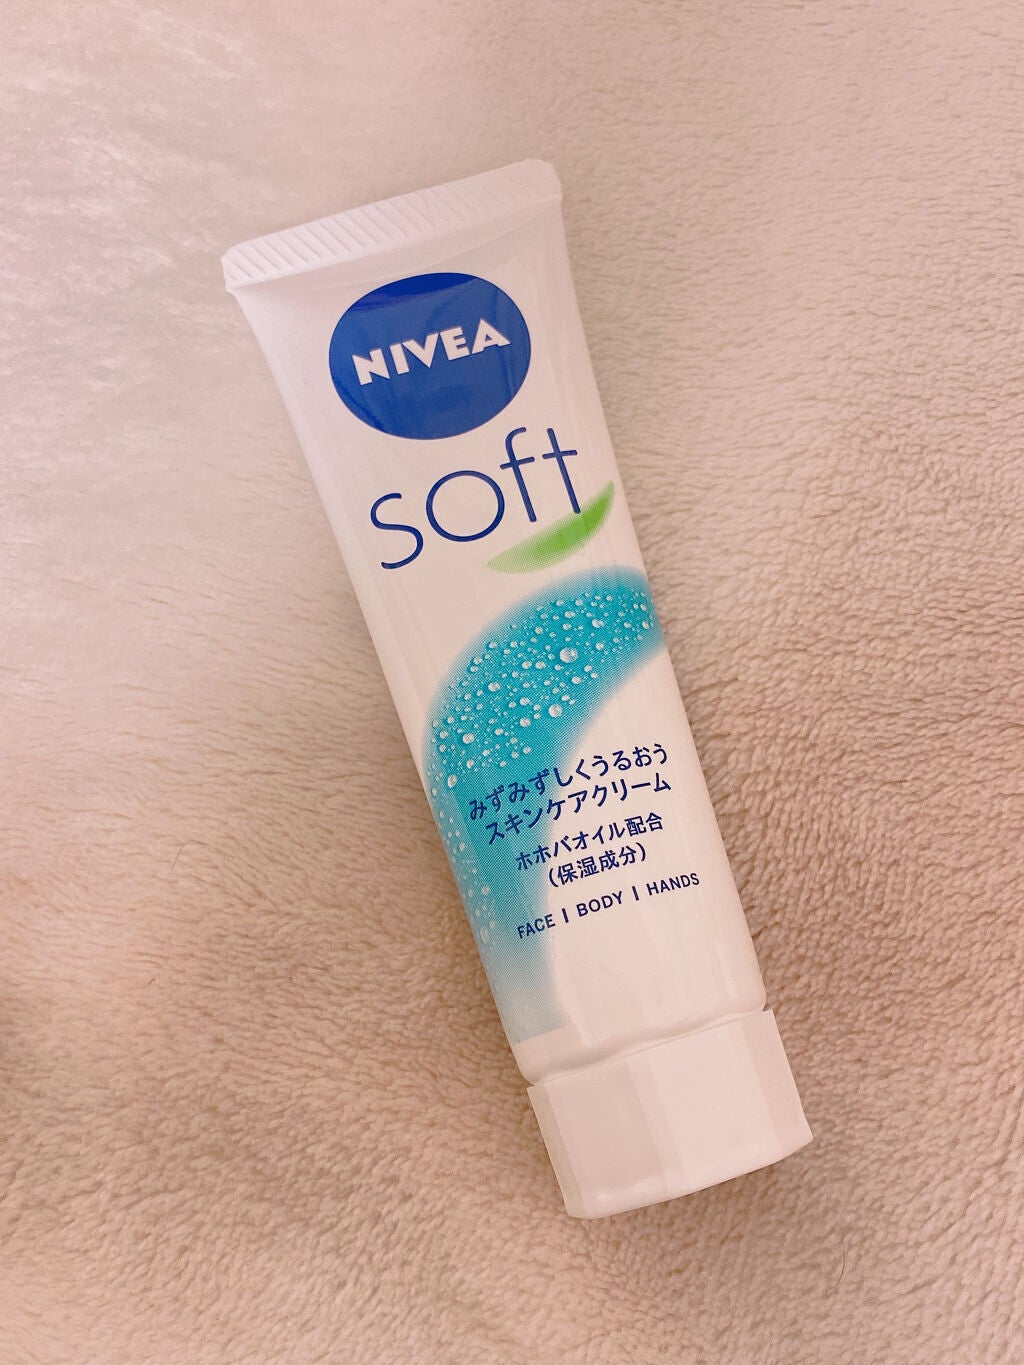 NIVEA
soft
みずみずしくうるおう
スキンケアクリーム
ホホバオイル配合
(保湿成分)
FACE | BODY | HANDS